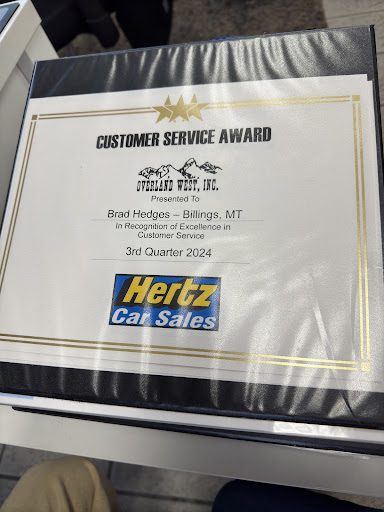 CUSTOMER SERVICE AWARD
OVERLAND WEST, INC.
Presented To
Brad Hedges – Billings, MT
In Recognition of Excellence in
Customer Service
3rd Quarter 2024
Hertz
Car Sales